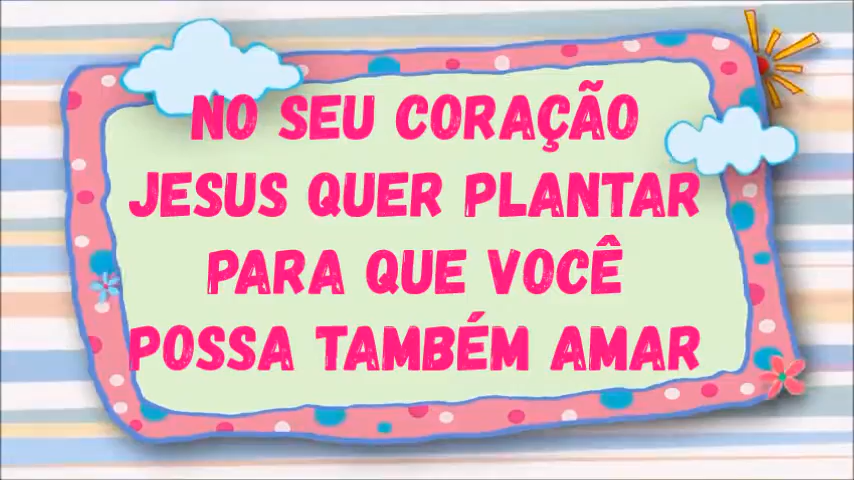 NO SEU CORAÇÃO
JESUS QUER PLANTAR
PARA QUE VOCÊ
POSSA TAMBÉM AMAR